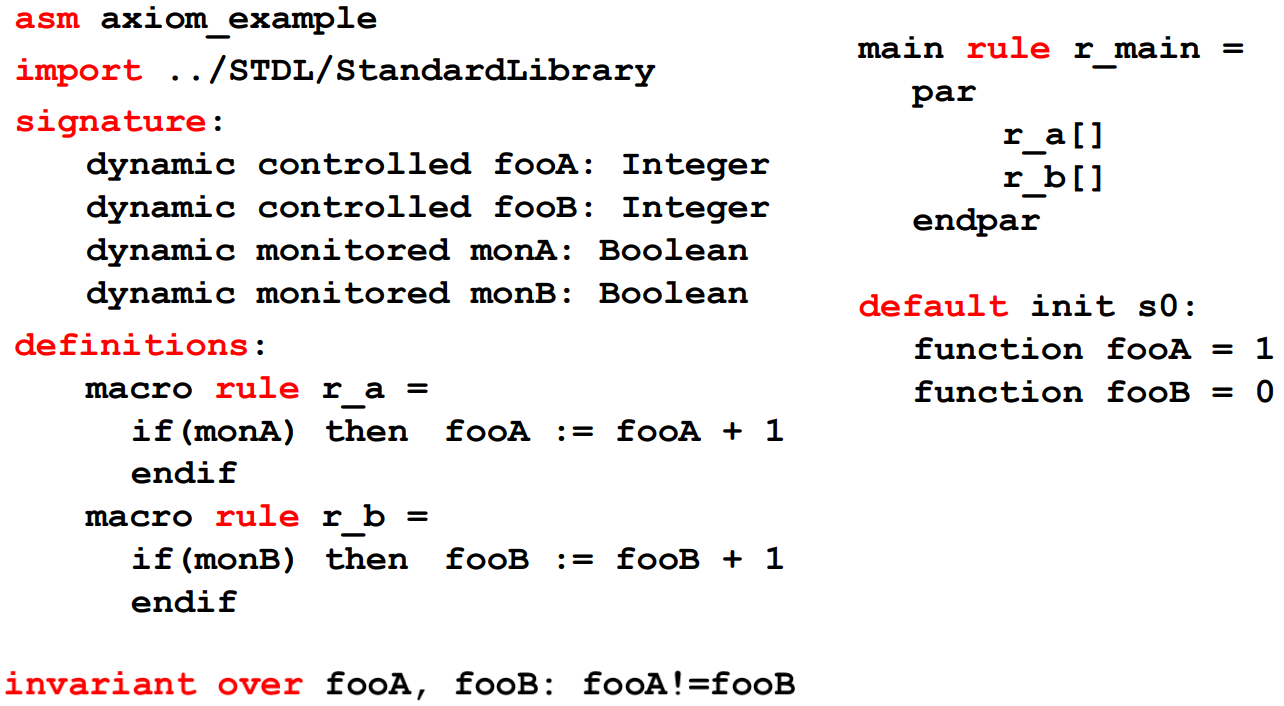 asm axiom_example
import ../STDL/StandardLibrary
signature:
dynamic controlled fooA: Integer
dynamic controlled fooB: Integer
dynamic monitored monA: Boolean
dynamic monitored monB: Boolean
definitions:
macro rule r_a =
if(monA) then fooA := fooA + 1
endif
macro rule r_b =
if(monB) then fooB := fooB + 1
endif
invariant over fooA, fooB: fooA!=fooB
main rule r_main =
par
r_a[]
r_b[]
endpar
default init s0:
function fooA = 1
function fooB = 0